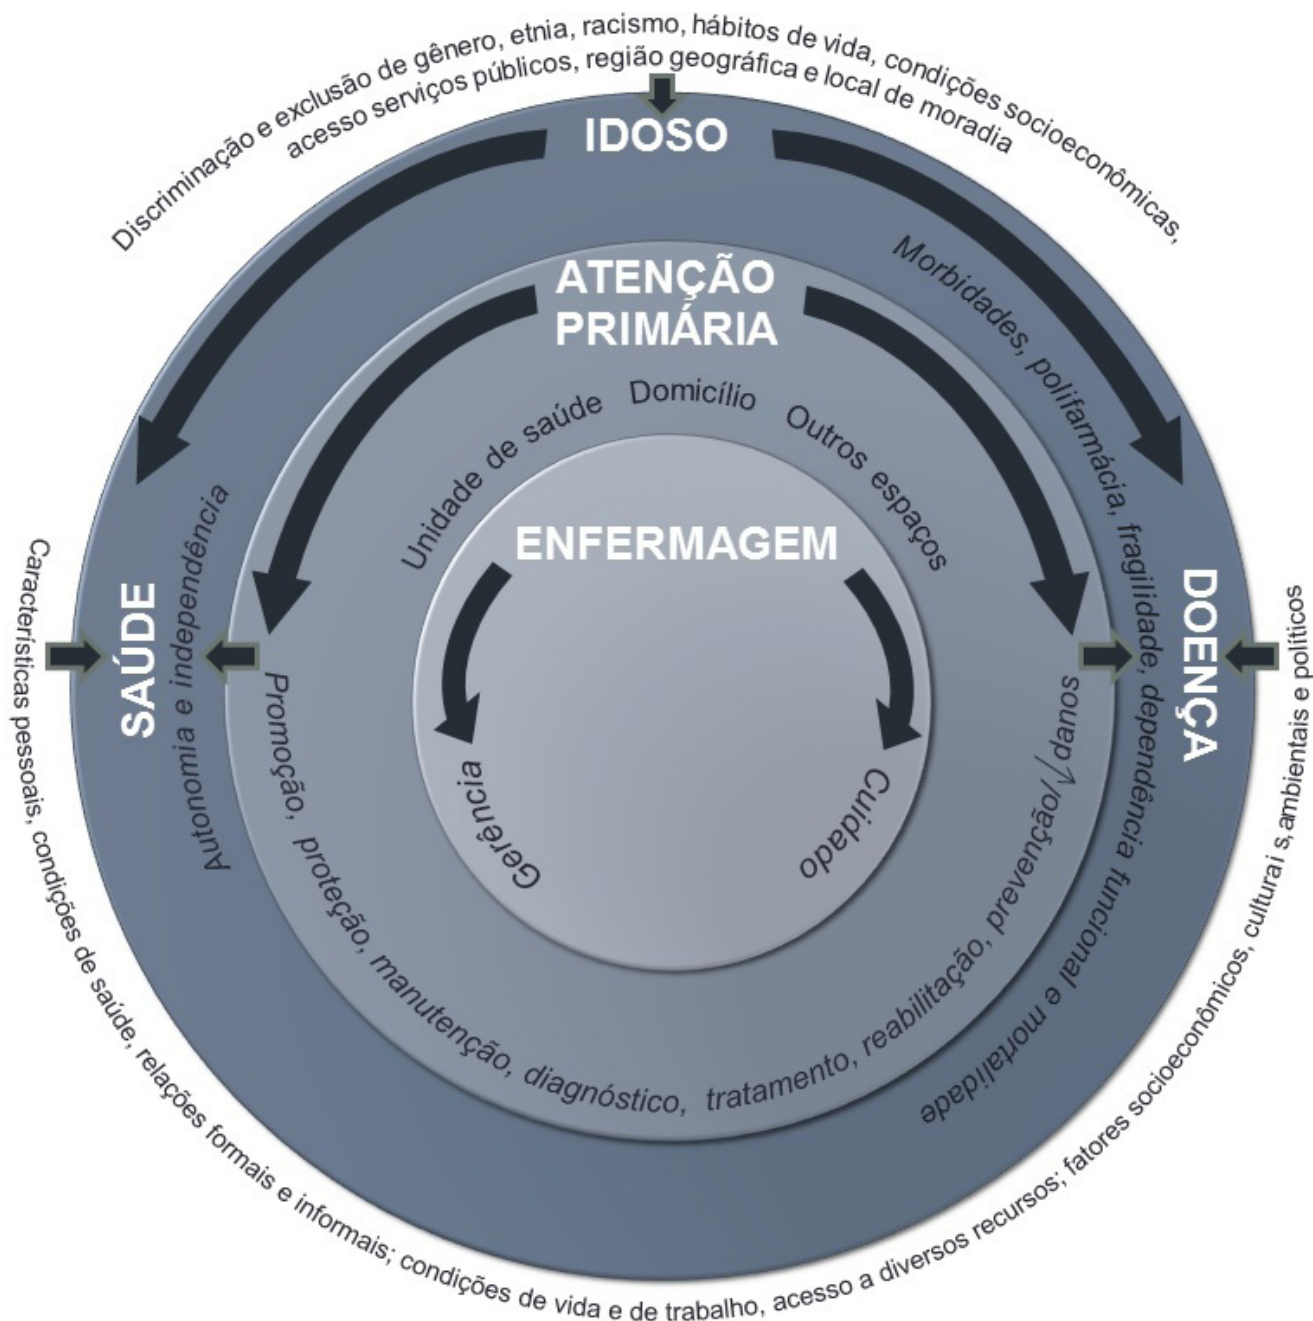 Discriminação e exclusão de gênero, etnia, racismo, hábitos de vida, condições socioeconômicas,
acesso serviços públicos, região geográfica e local de moradia
IDOSO
Morbidades, polifarmácia, fragilidade, dependência funcional e mortalidade
ATENÇÃO
PRIMÁRIA
Unidade de saúde
Domicílio
Outros espaços
ENFERMAGEM
SAÚDE
Autonomia e independência
DOENÇA
Gerência
Cuidado
Promoção, proteção, manutenção, diagnóstico, tratamento, reabilitação, prevenção/↓danos
Características pessoais, condições de saúde, relações formais e informais; condições de vida e de trabalho, acesso a diversos recursos; fatores socioeconômicos, culturai s,ambientais e políticos